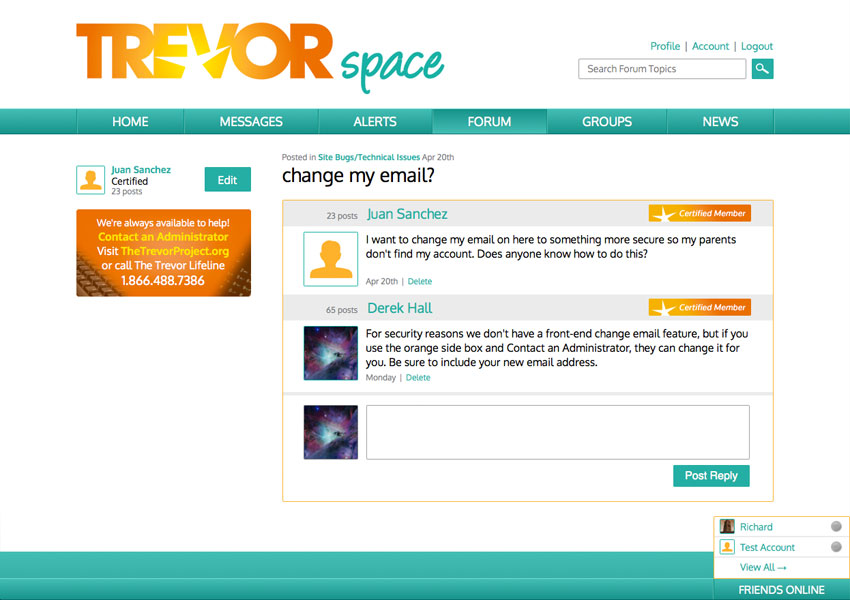 TREVOR
space
Profile | Account | Logout
Search Forum Topics
HOME MESSAGES ALERTS FORUM GROUPS NEWS
Juan Sanchez
Certified
23 posts
Edit
We're always available to help!
Contact an Administrator
Visit TheTrevorProject.org
or call The Trevor Lifeline
1.866.488.7386
Posted in Site Bugs/Technical Issues Apr 20th
change my email?
23 posts Juan Sanchez Certified Member
I want to change my email on here to something more secure so my parents
don't find my account. Does anyone know how to do this?
Apr 20th | Delete
65 posts Derek Hall Certified Member
For security reasons we don't have a front-end change email feature, but if you
use the orange side box and Contact an Administrator, they can change it for
you. Be sure to include your new email address.
Monday | Delete
Post Reply
Richard
Test Account
View All →
FRIENDS ONLINE